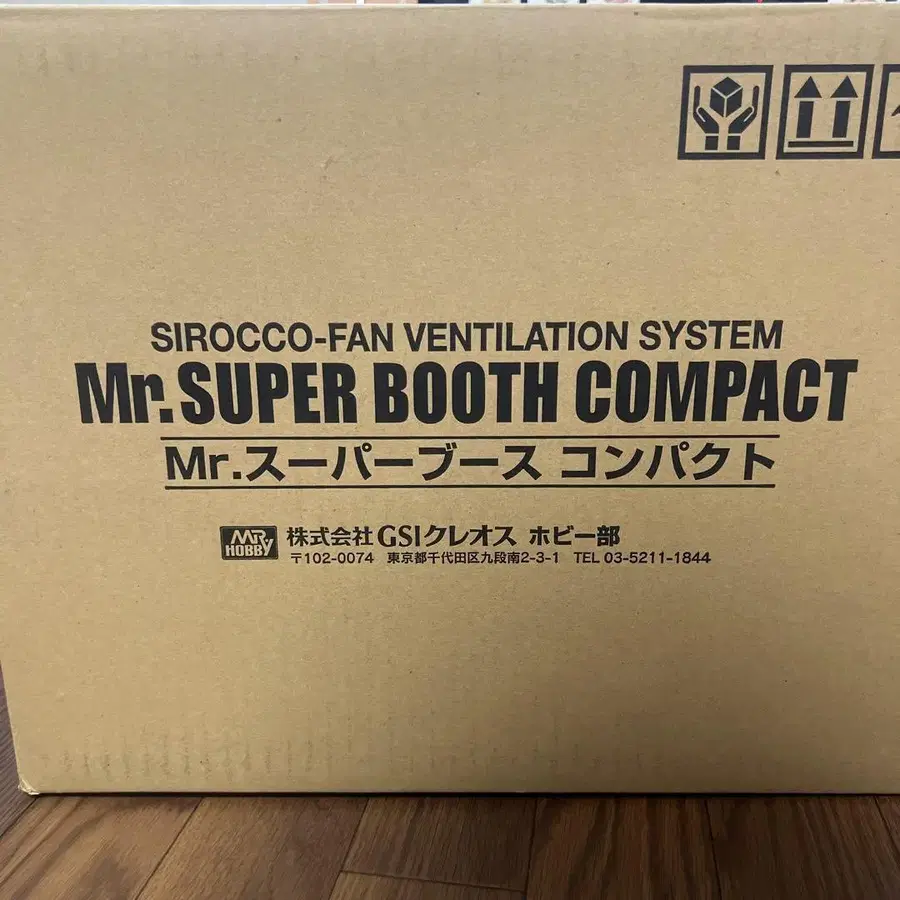 SIROCCO-FAN VENTILATION SYSTEM
Mr.SUPER BOOTH COMPACT
Mr.スーパーブース コンパクト
MR. HOBBY 株式会社 GSIクレオス ホビー部
〒102-0074 東京都千代田区九段南2-3-1 TEL 03-5211-1844